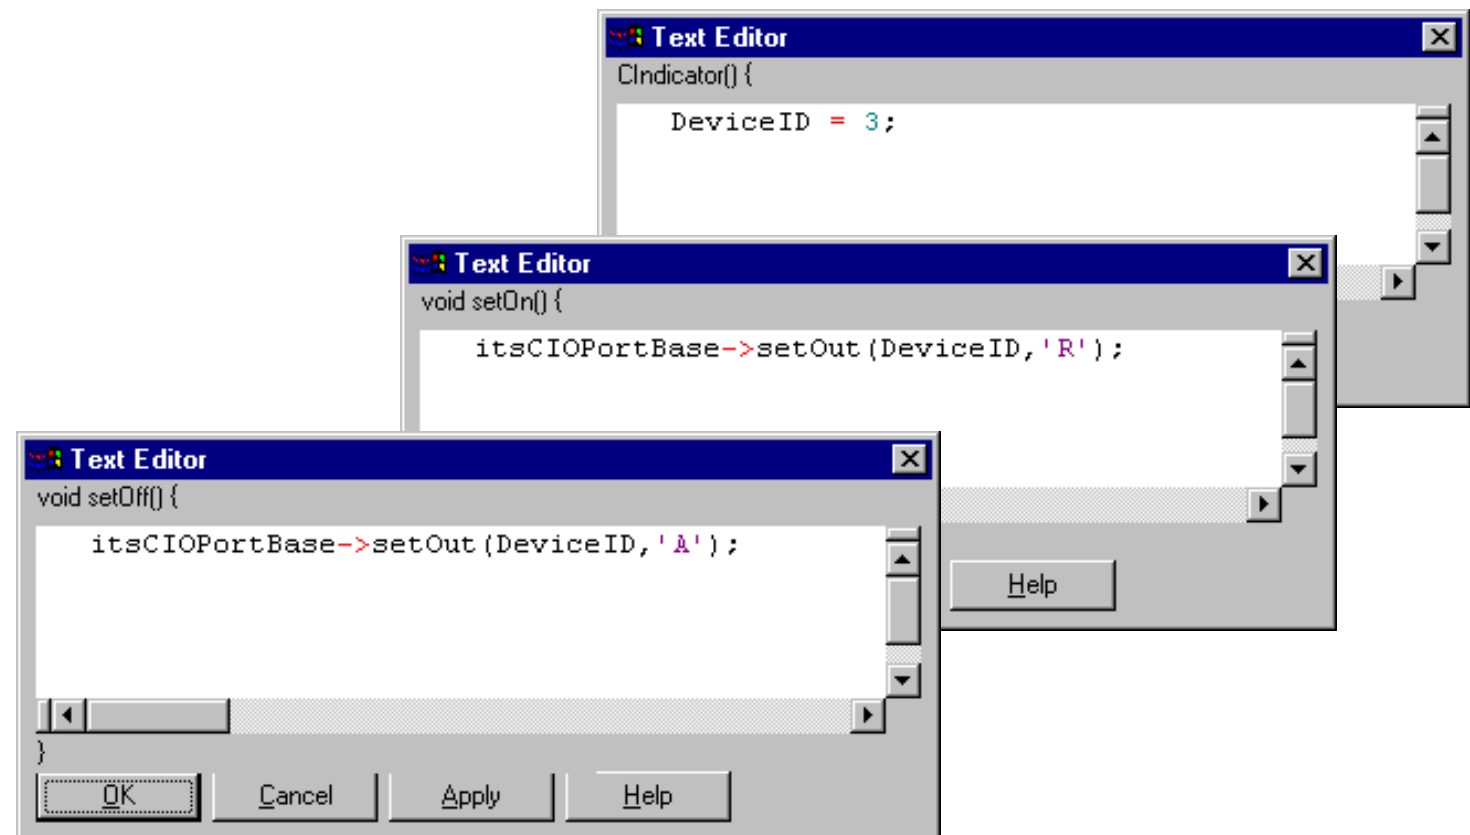 Text Editor
CIndicator() {
DeviceID = 3;
Text Editor
void setOn() {
itsCIOPortBase->setOut(DeviceID,'R');
Help
Text Editor
void setOff() {
itsCIOPortBase->setOut(DeviceID,'A');
}
OK Cancel Apply Help